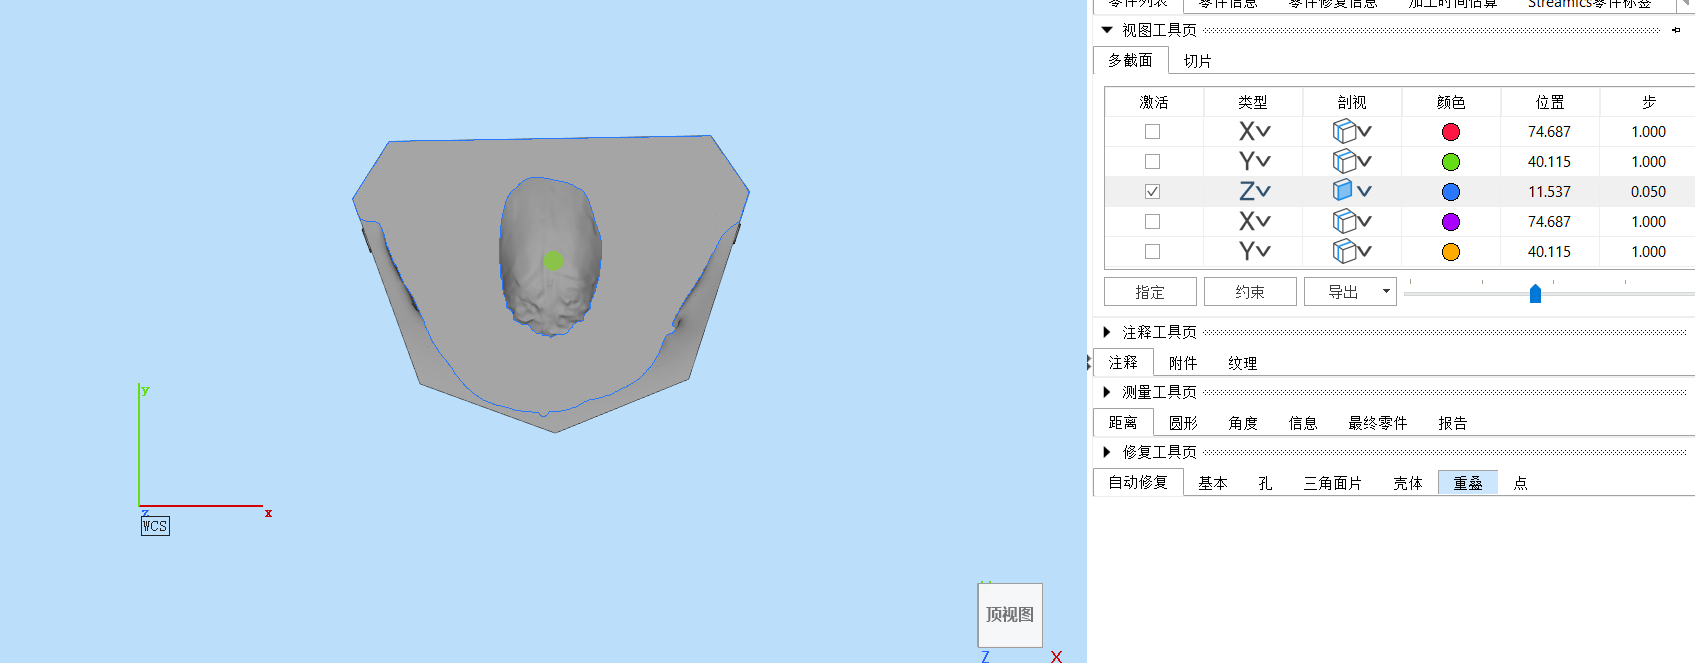 零件列表 零件信息 零件修复信息 加工时间估算 Streamics零件标签
视图工具页
多截面 切片
激活 类型 剖视 颜色 位置 步
X 74.687 1.000
Y 40.115 1.000
Z 11.537 0.050
X 74.687 1.000
Y 40.115 1.000
指定 约束 导出
注释工具页
注释 附件 纹理
测量工具页
距离 圆形 角度 信息 最终零件 报告
修复工具页
自动修复 基本 孔 三角面片 壳体 重叠 点
y
z x
WCS
顶视图
Z X